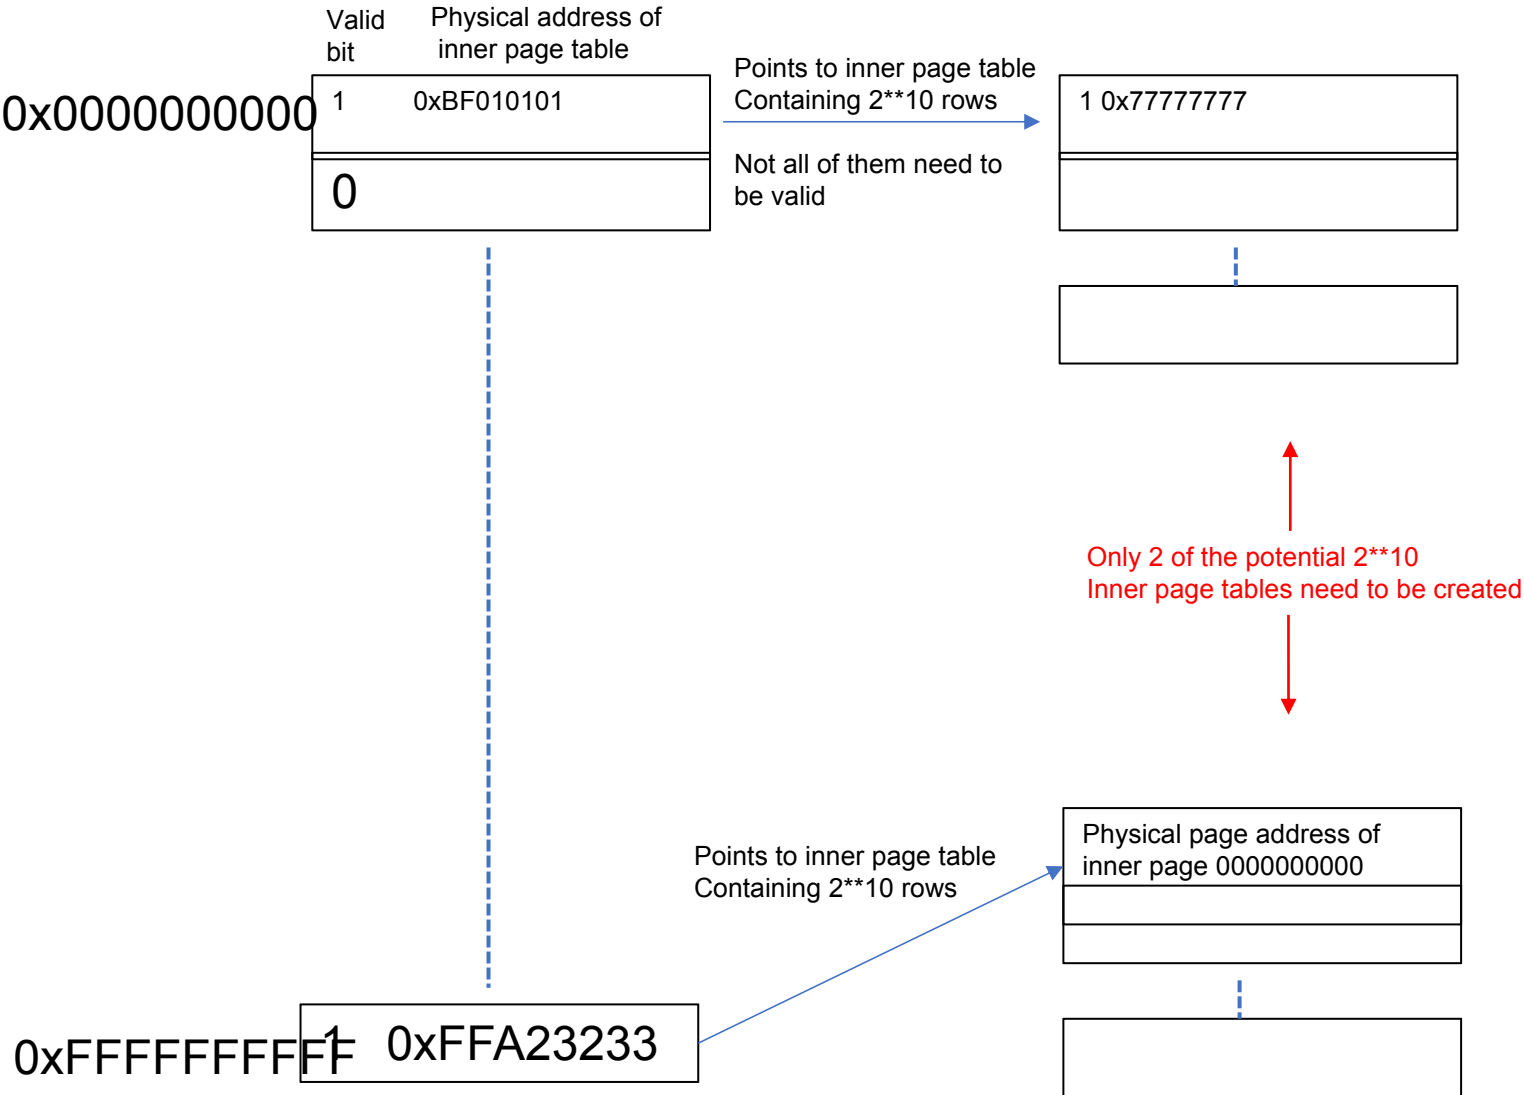 Valid
bit
Physical address of
inner page table
0x0000000000
1 0xBF010101
0
Points to inner page table
Containing 2**10 rows
Not all of them need to
be valid
1 0x77777777
Only 2 of the potential 2**10
Inner page tables need to be created
Points to inner page table
Containing 2**10 rows
Physical page address of
inner page 0000000000
0xFFFFFFFFFF
1 0xFFA23233